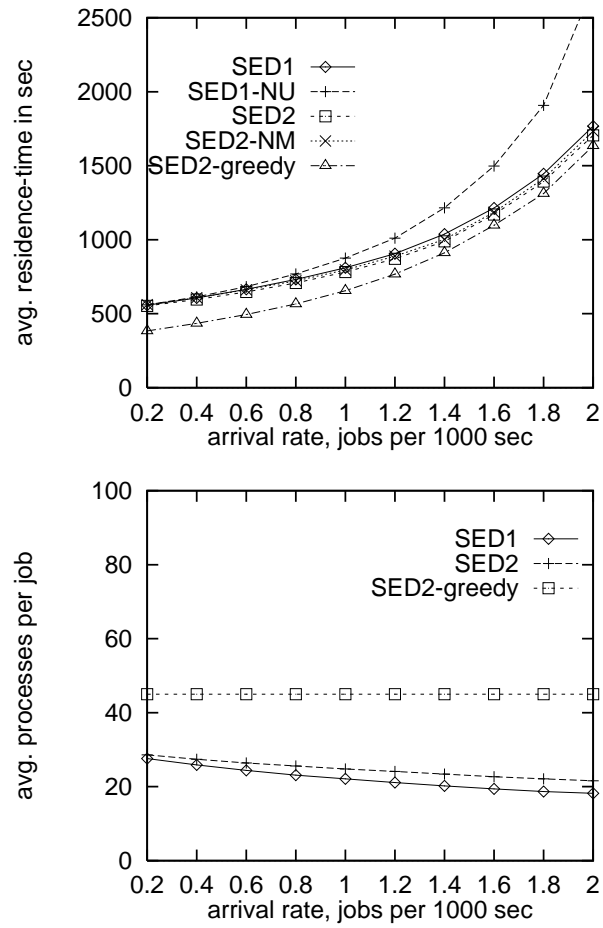 2500
2000
1500
1000
500
0
avg. residence-time in sec
SED1
SED1-NU
SED2
SED2-NM
SED2-greedy
0.2 0.4 0.6 0.8 1 1.2 1.4 1.6 1.8 2
arrival rate, jobs per 1000 sec
100
80
60
40
20
0
avg. processes per job
SED1
SED2
SED2-greedy
0.2 0.4 0.6 0.8 1 1.2 1.4 1.6 1.8 2
arrival rate, jobs per 1000 sec